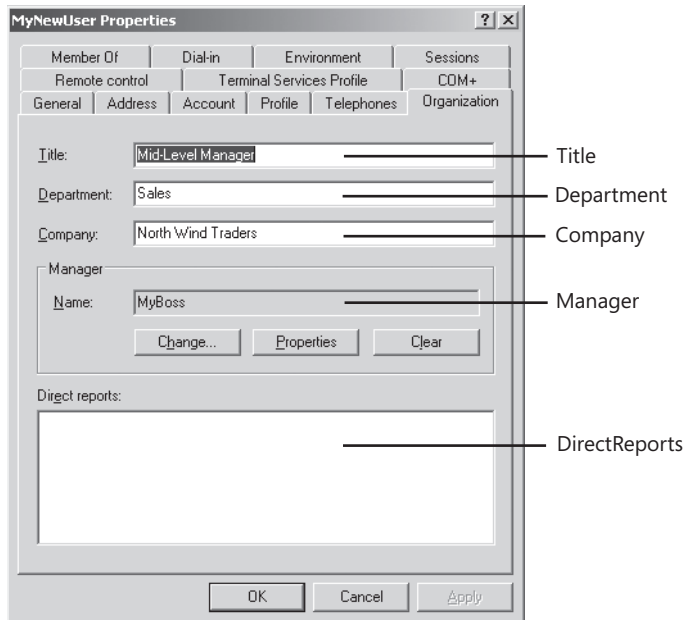 MyNewUser Properties ? ×
Member Of Dial-in Environment Sessions
Remote control Terminal Services Profile COM+
General Address Account Profile Telephones Organization
Title: Mid-Level Manager Title
Department: Sales Department
Company: North Wind Traders Company
Manager
Name: MyBoss Manager
Change... Properties Clear
Direct reports:
DirectReports
OK Cancel Apply